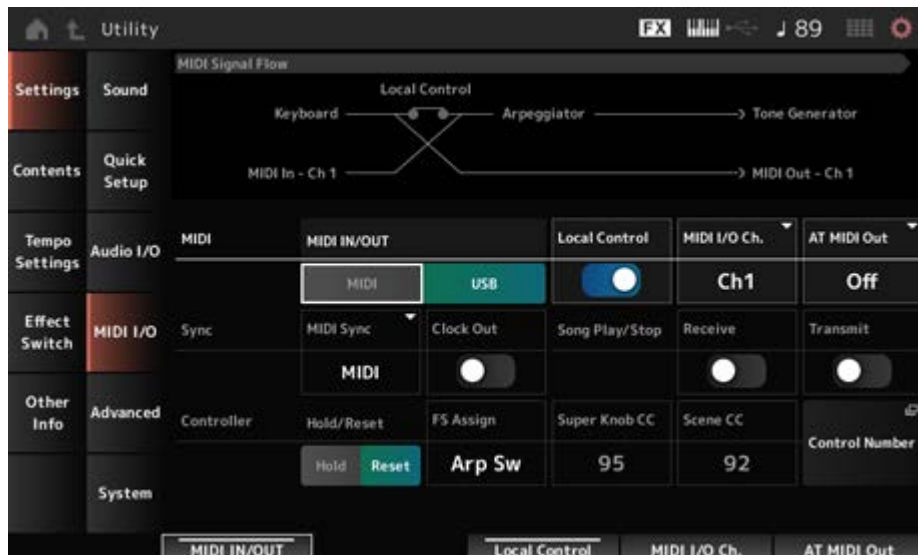 Utility
FX
89
Settings
Contents
Tempo Settings
Effect Switch
Other Info
Sound
Quick Setup
Audio I/O
MIDI I/O
Advanced
System
MIDI Signal Flow
Local Control
Keyboard
Arpeggiator
Tone Generator
MIDI In - Ch 1
MIDI Out - Ch 1
MIDI
MIDI IN/OUT
Local Control
MIDI I/O Ch.
AT MIDI Out
MIDI
USB
Ch1
Off
Sync
MIDI Sync
Clock Out
Song Play/Stop
Receive
Transmit
MIDI
Controller
Hold/Reset
FS Assign
Super Knob CC
Scene CC
Control Number
Hold
Reset
Arp Sw
95
92
MIDI IN/OUT
Local Control
MIDI I/O Ch.
AT MIDI Out